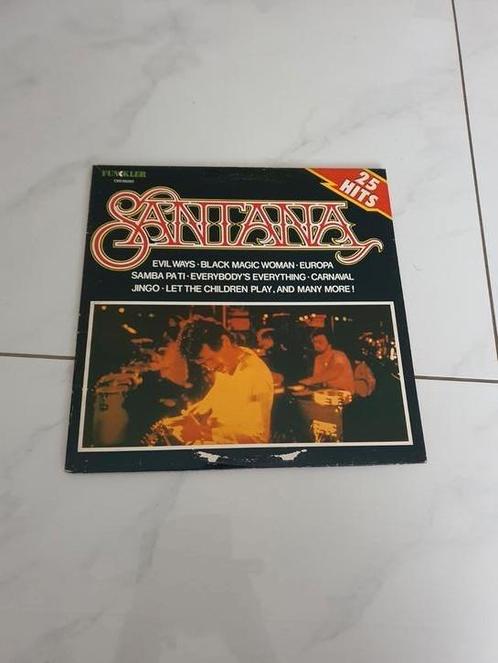 FUNCKLER
25 HITS
SANTANA
EVIL WAYS · BLACK MAGIC WOMAN · EUROPA
SAMBA PA TI · EVERYBODY'S EVERYTHING · CARNAVAL
JINGO · LET THE CHILDREN PLAY, AND MANY MORE!